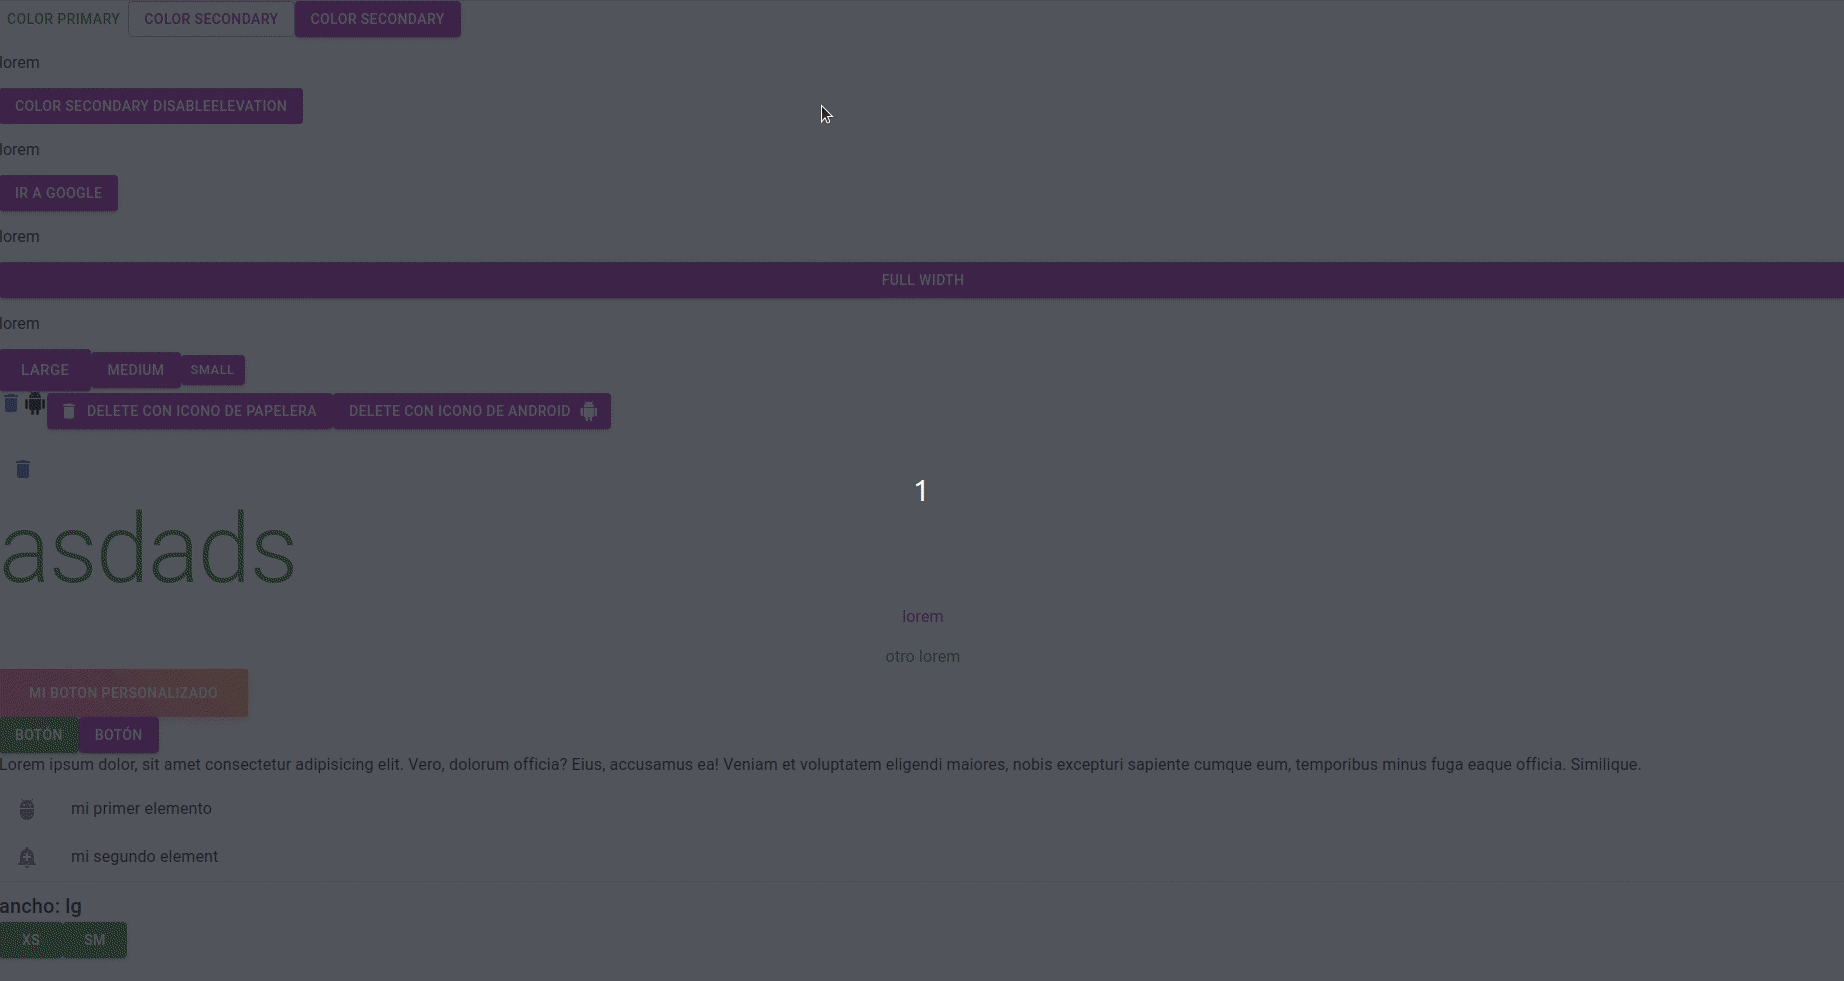 COLOR PRIMARY COLOR SECONDARY COLOR SECONDARY
lorem
COLOR SECONDARY DISABLEELEVATION
lorem
IR A GOOGLE
lorem
FULL WIDTH
lorem
LARGE MEDIUM SMALL
DELETE CON ICONO DE PAPELERA DELETE CON ICONO DE ANDROID
1
asdads
lorem
otro lorem
MI BOTON PERSONALIZADO
BOTÓN BOTÓN
Lorem ipsum dolor, sit amet consectetur adipisicing elit. Vero, dolorum officia? Eius, accusamus ea! Veniam et voluptatem eligendi maiores, nobis excepturi sapiente cumque eum, temporibus minus fuga eaque officia. Similique.
mi primer elemento
mi segundo element
ancho: lg
XS SM